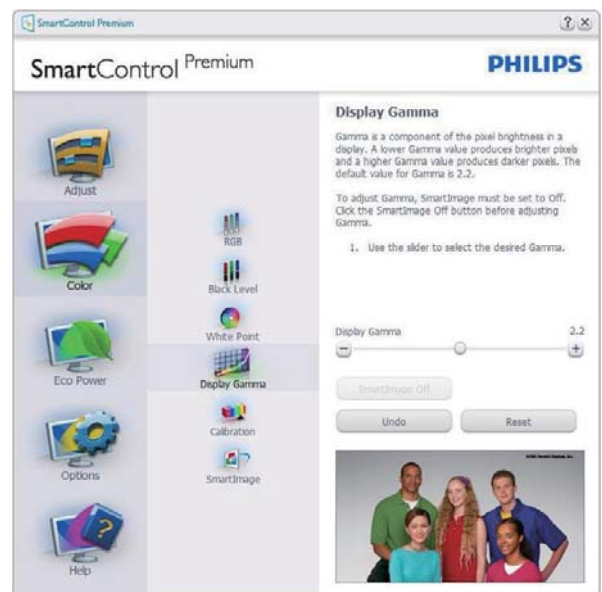 SmartControl Premium
? ×
SmartControl Premium
PHILIPS
Adjust
Color
Eco Power
Options
Help
RGB
Black Level
White Point
Display Gamma
Calibration
SmartImage
Display Gamma
Gamma is a component of the pixel brightness in a
display. A lower Gamma value produces brighter pixels
and a higher Gamma value produces darker pixels. The
default value for Gamma is 2.2.
To adjust Gamma, SmartImage must be set to Off.
Click the SmartImage Off button before adjusting
Gamma.
1. Use the slider to select the desired Gamma.
Display Gamma 2.2
SmartImage Off
Undo Reset